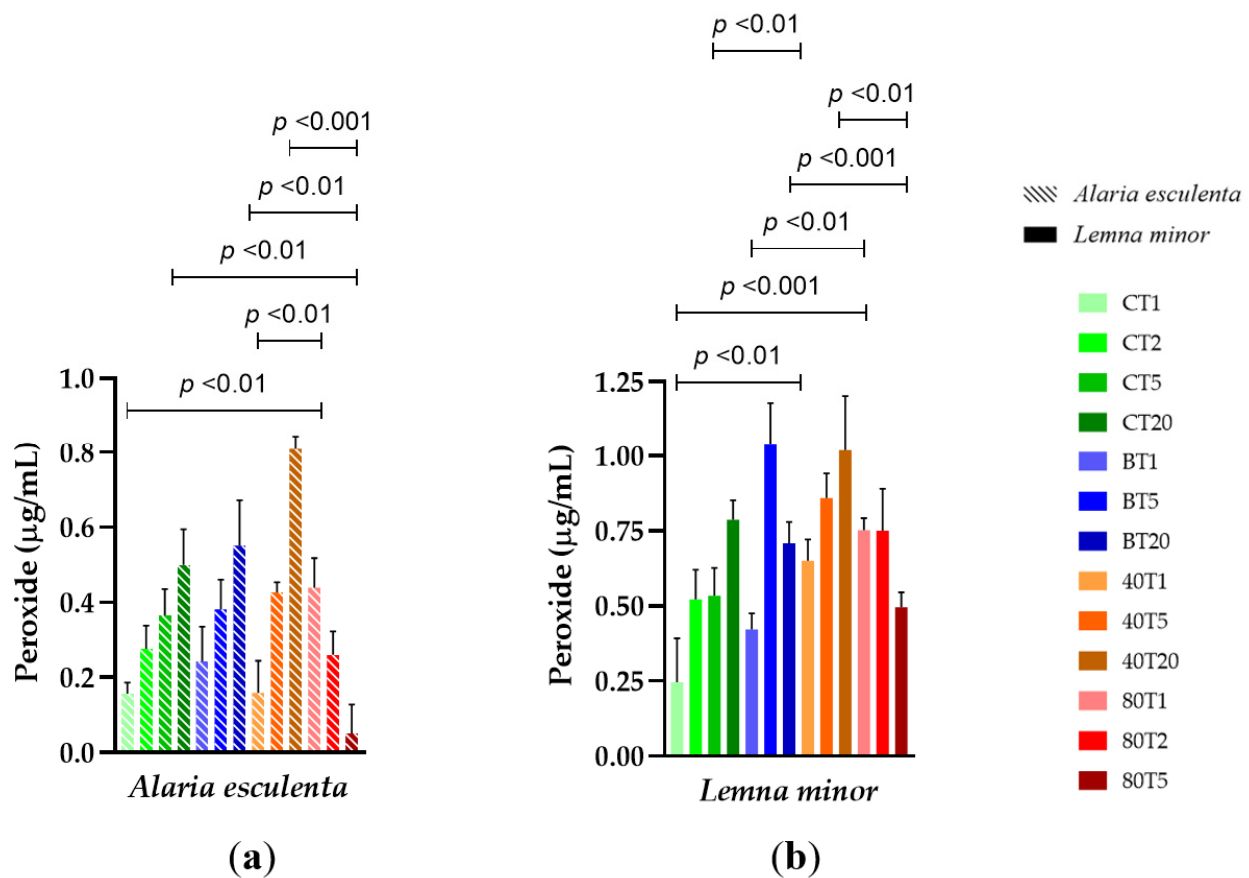 p <0.001
p <0.01
p <0.01
p <0.01
p <0.01
1.0
0.8
0.6
0.4
0.2
0.0
Peroxide (µg/mL)
Alaria esculenta
(a)
p <0.01
p <0.01
p <0.001
p <0.01
p <0.001
p <0.01
1.25
1.00
0.75
0.50
0.25
0.00
Peroxide (µg/mL)
Lemna minor
(b)
Alaria esculenta
Lemna minor
CT1
CT2
CT5
CT20
BT1
BT5
BT20
40T1
40T5
40T20
80T1
80T2
80T5